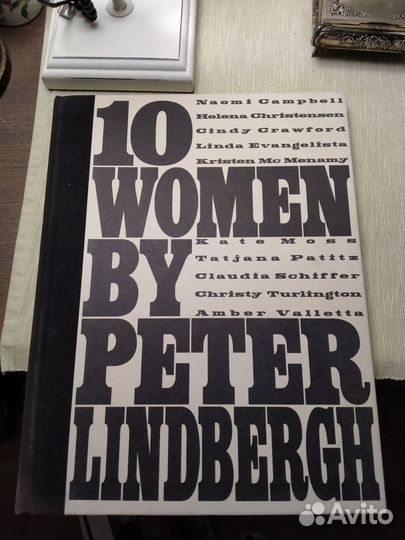 10
Naomi Campbell
Helena Christensen
Cindy Crawford
Linda Evangelista
Kristen Mc Menamy
WOMEN
BY
Kate Moss
Tatjana Patitz
Claudia Schiffer
Christy Turlington
Amber Valletta
PETER
LINDBERGH
Avito